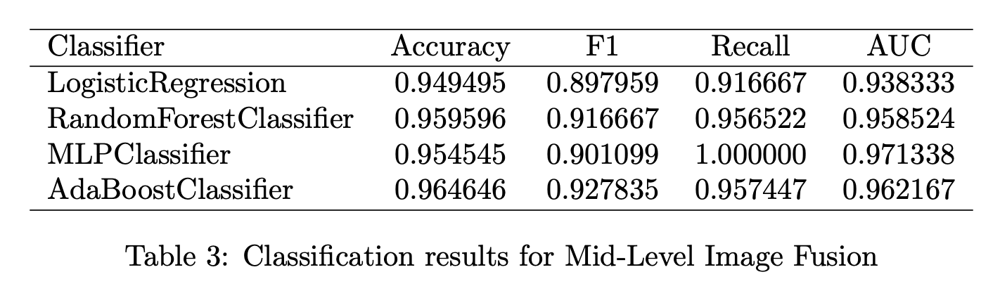 Classifier Accuracy F1 Recall AUC
LogisticRegression 0.949495 0.897959 0.916667 0.938333
RandomForestClassifier 0.959596 0.916667 0.956522 0.958524
MLPClassifier 0.954545 0.901099 1.000000 0.971338
AdaBoostClassifier 0.964646 0.927835 0.957447 0.962167
Table 3: Classification results for Mid-Level Image Fusion